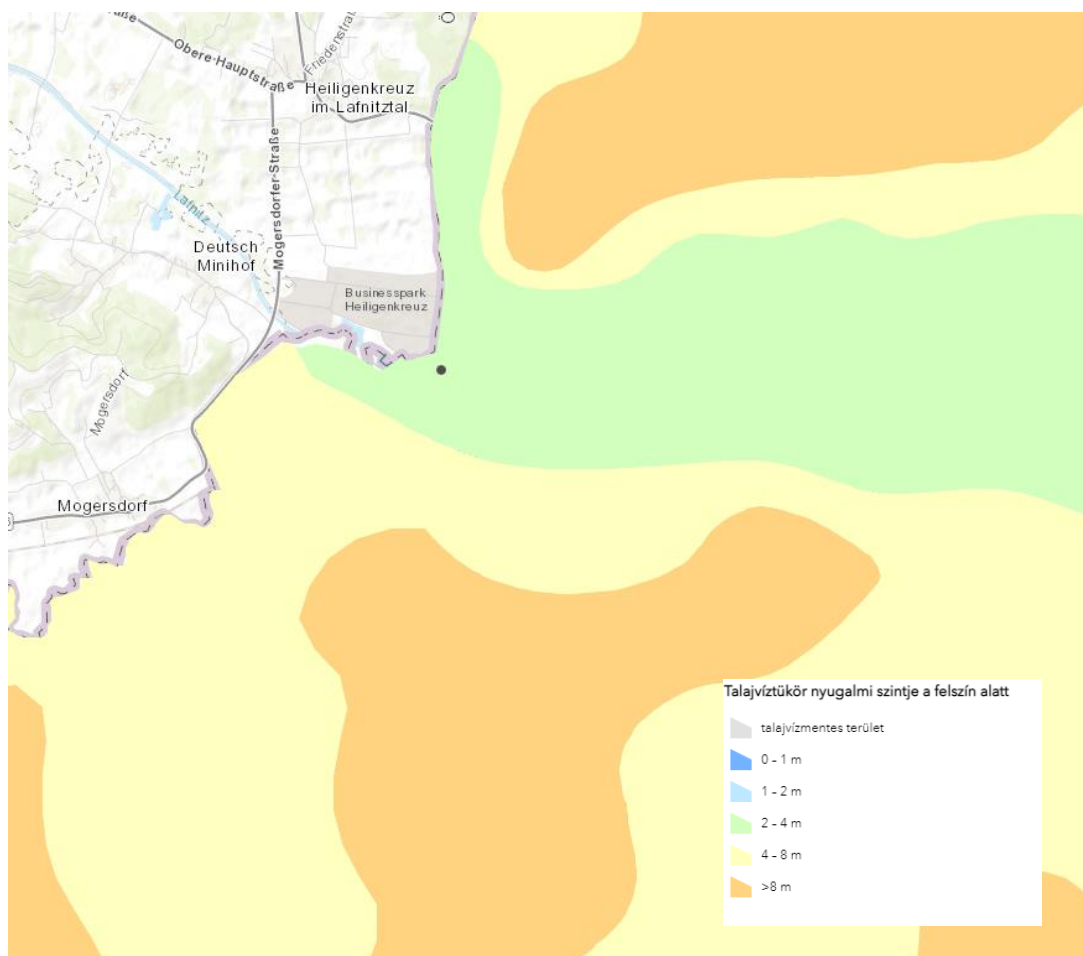 Obere-Hauptstraße
Friedenstraß
Heiligenkreuz
im Lafnitztal
Mogersdorfer-Straße
Lafnitz
Deutsch
Minihof
Businesspark
Heiligenkreuz
Mogersdorf
Mogersdorf
Talajvíztükör nyugalmi szintje a felszín alatt
talajvízmentes terület
0 - 1 m
1 - 2 m
2 - 4 m
4 - 8 m
>8 m